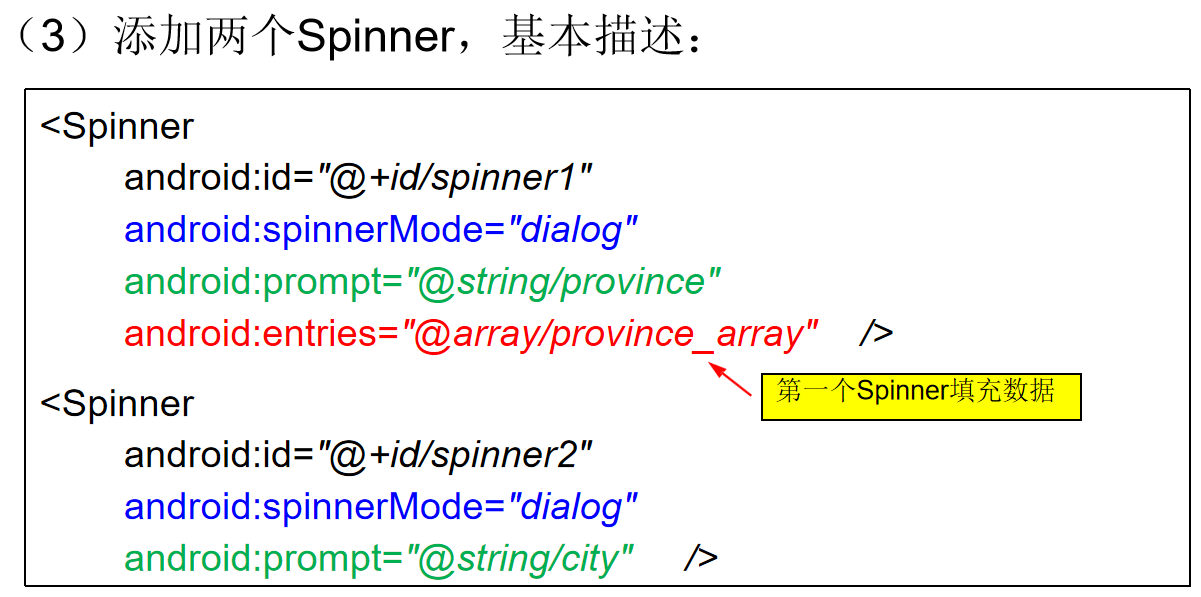 （3）添加两个Spinner，基本描述：
<Spinner
android:id="@+id/spinner1"
android:spinnerMode="dialog"
android:prompt="@string/province"
android:entries="@array/province_array" />
第一个Spinner填充数据
<Spinner
android:id="@+id/spinner2"
android:spinnerMode="dialog"
android:prompt="@string/city" />